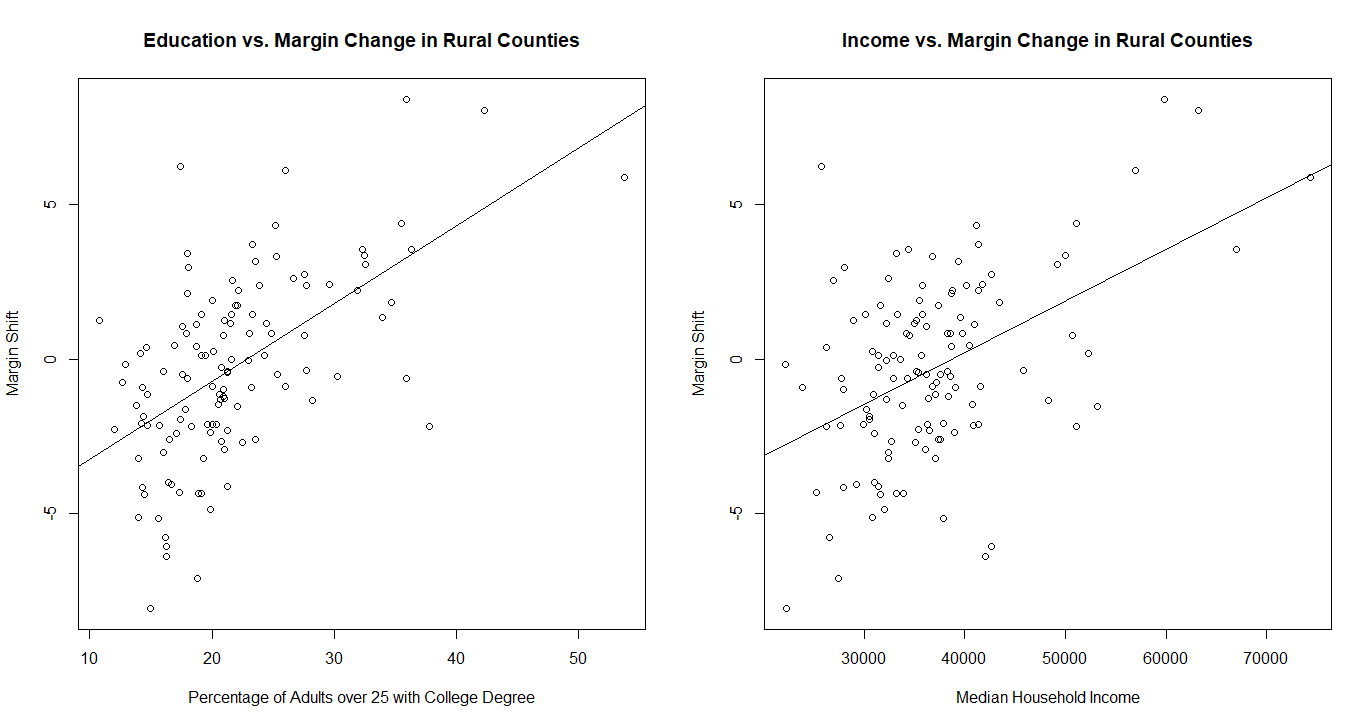 Education vs. Margin Change in Rural Counties
Margin Shift
5
0
-5
10 20 30 40 50
Percentage of Adults over 25 with College Degree
Income vs. Margin Change in Rural Counties
Margin Shift
5
0
-5
30000 40000 50000 60000 70000
Median Household Income